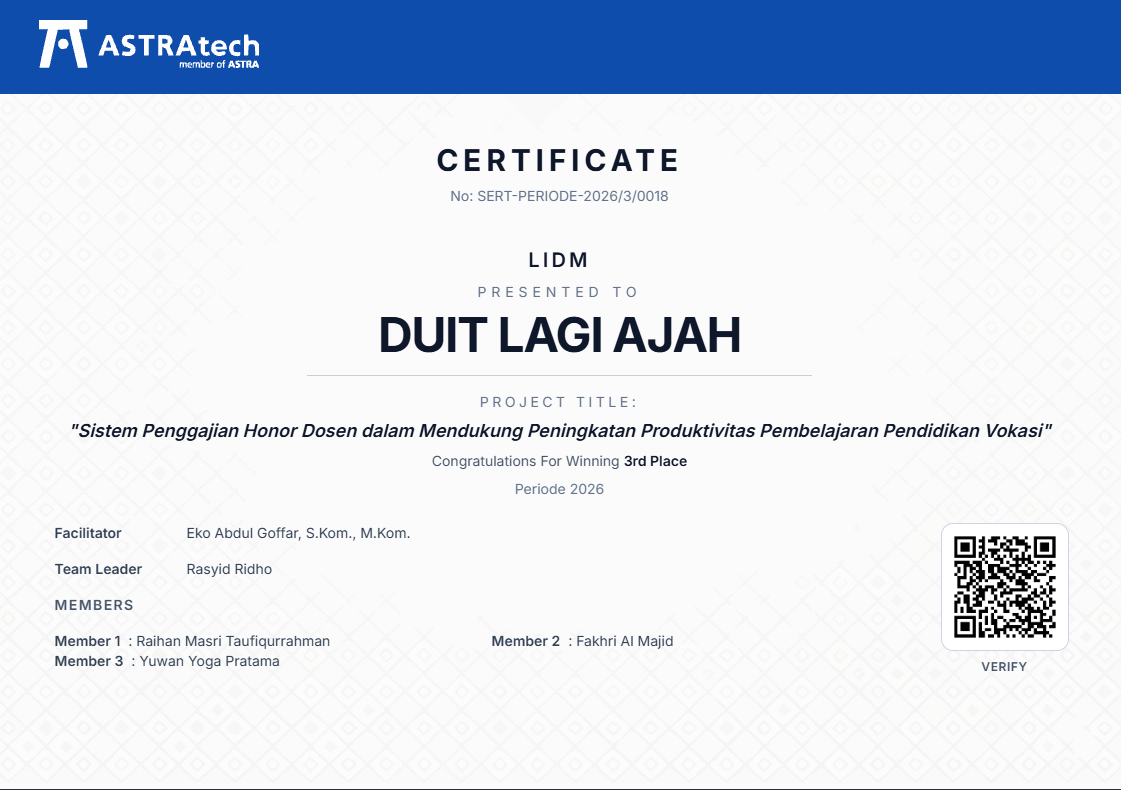 ASTRAtech
member of ASTRA
CERTIFICATE
No: SERT-PERIODE-2026/3/0018
LIDM
PRESENTED TO
DUIT LAGI AJAH
PROJECT TITLE:
"Sistem Penggajian Honor Dosen dalam Mendukung Peningkatan Produktivitas Pembelajaran Pendidikan Vokasi"
Congratulations For Winning 3rd Place
Periode 2026
Facilitator Eko Abdul Goffar, S.Kom., M.Kom.
Team Leader Rasyid Ridho
MEMBERS
Member 1 : Raihan Masri Taufiqurrahman Member 2 : Fakhri Al Majid
Member 3 : Yuwan Yoga Pratama
VERIFY